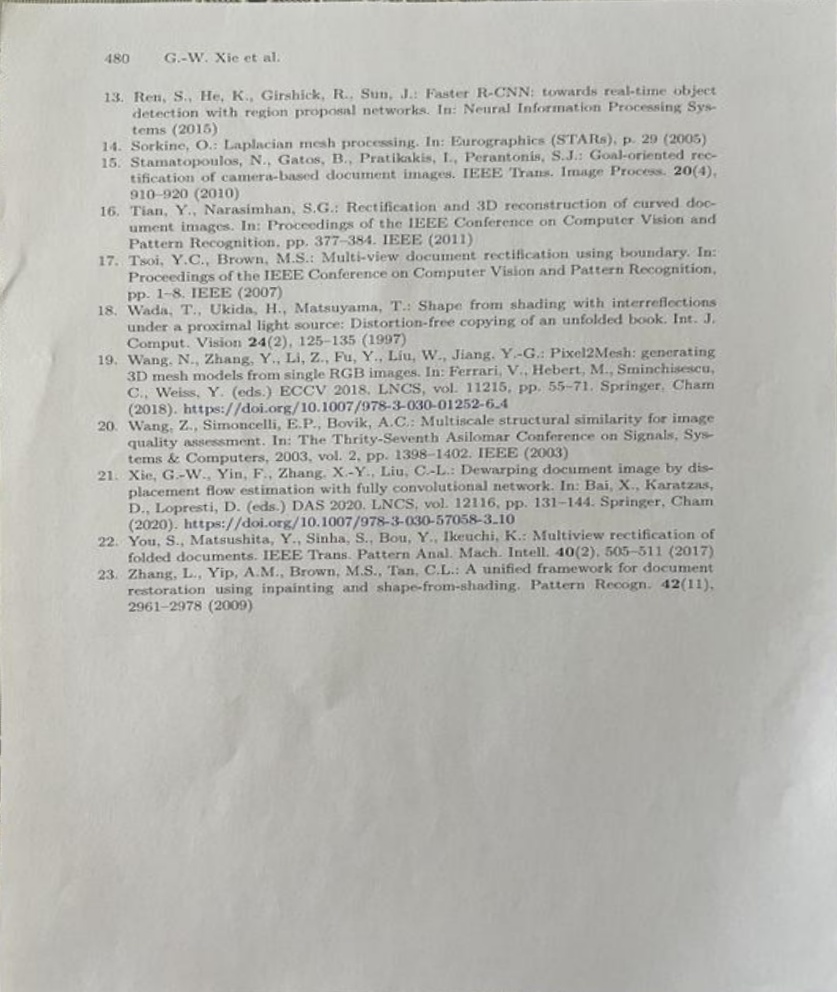 480 G.-W. Xie et al.
13. Ren, S., He, K., Girshick, R., Sun, J.: Faster R-CNN: towards real-time object
detection with region proposal networks. In: Neural Information Processing Sys-
tems (2015)
14. Sorkine, O.: Laplacian mesh processing. In: Eurographics (STARs), p. 29 (2005)
15. Stamatopoulos, N., Gatos, B., Pratikakis, I., Perantonis, S.J.: Goal-oriented rec-
tification of camera-based document images. IEEE Trans. Image Process. 20(4),
910–920 (2010)
16. Tian, Y., Narasimhan, S.G.: Rectification and 3D reconstruction of curved doc-
ument images. In: Proceedings of the IEEE Conference on Computer Vision and
Pattern Recognition, pp. 377–384. IEEE (2011)
17. Tsoi, Y.C., Brown, M.S.: Multi-view document rectification using boundary. In:
Proceedings of the IEEE Conference on Computer Vision and Pattern Recognition,
pp. 1–8. IEEE (2007)
18. Wada, T., Ukida, H., Matsuyama, T.: Shape from shading with interreflections
under a proximal light source: Distortion-free copying of an unfolded book. Int. J.
Comput. Vision 24(2), 125–135 (1997)
19. Wang, N., Zhang, Y., Li, Z., Fu, Y., Liu, W., Jiang, Y.-G.: Pixel2Mesh: generating
3D mesh models from single RGB images. In: Ferrari, V., Hebert, M., Sminchisescu,
C., Weiss, Y. (eds.) ECCV 2018. LNCS, vol. 11215, pp. 55–71. Springer, Cham
(2018). https://doi.org/10.1007/978-3-030-01252-6_4
20. Wang, Z., Simoncelli, E.P., Bovik, A.C.: Multiscale structural similarity for image
quality assessment. In: The Thrity-Seventh Asilomar Conference on Signals, Sys-
tems & Computers, 2003, vol. 2, pp. 1398–1402. IEEE (2003)
21. Xie, G.-W., Yin, F., Zhang, X.-Y., Liu, C.-L.: Dewarping document image by dis-
placement flow estimation with fully convolutional network. In: Bai, X., Karatzas,
D., Lopresti, D. (eds.) DAS 2020. LNCS, vol. 12116, pp. 131–144. Springer, Cham
(2020). https://doi.org/10.1007/978-3-030-57058-3_10
22. You, S., Matsushita, Y., Sinha, S., Bou, Y., Ikeuchi, K.: Multiview rectification of
folded documents. IEEE Trans. Pattern Anal. Mach. Intell. 40(2), 505–511 (2017)
23. Zhang, L., Yip, A.M., Brown, M.S., Tan, C.L.: A unified framework for document
restoration using inpainting and shape-from-shading. Pattern Recogn. 42(11),
2961–2978 (2009)